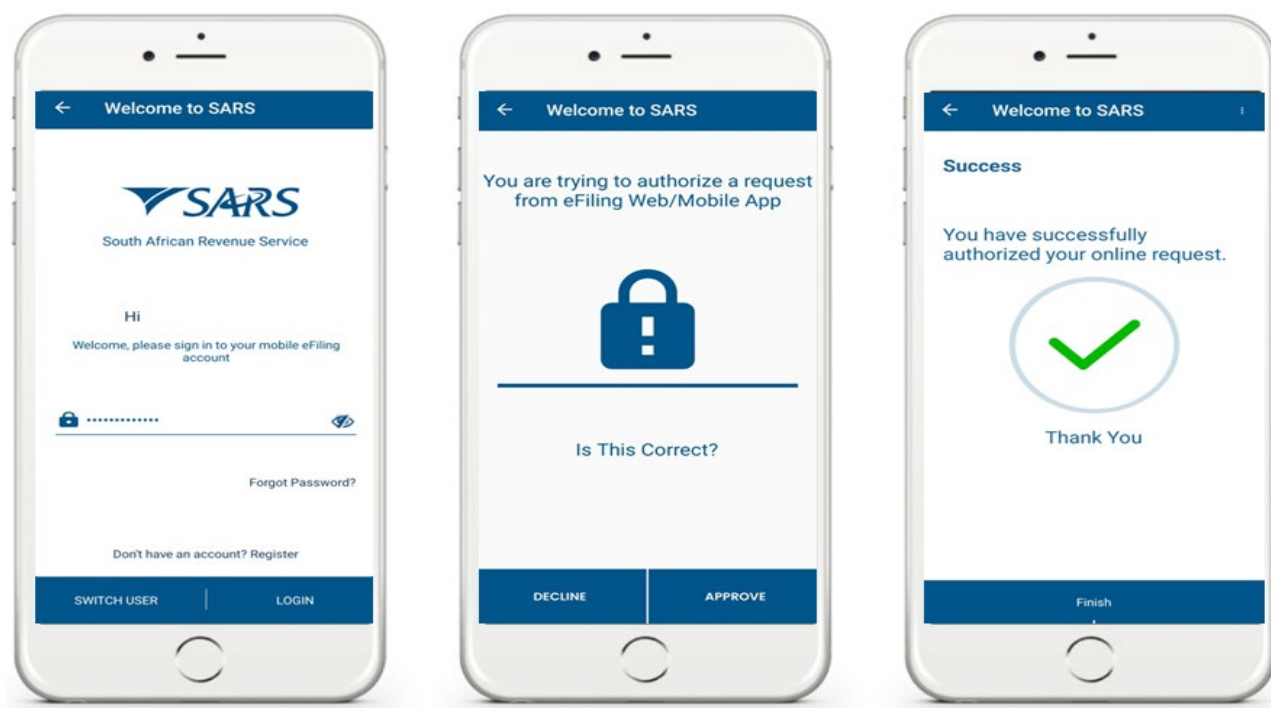 Welcome to SARS
SARS
South African Revenue Service
Hi
Welcome, please sign in to your mobile eFiling
account
Forgot Password?
Don't have an account? Register
SWITCH USER
LOGIN
Welcome to SARS
You are trying to authorize a request
from eFiling Web/Mobile App
Is This Correct?
DECLINE
APPROVE
Welcome to SARS
Success
You have successfully
authorized your online request.
Thank You
Finish